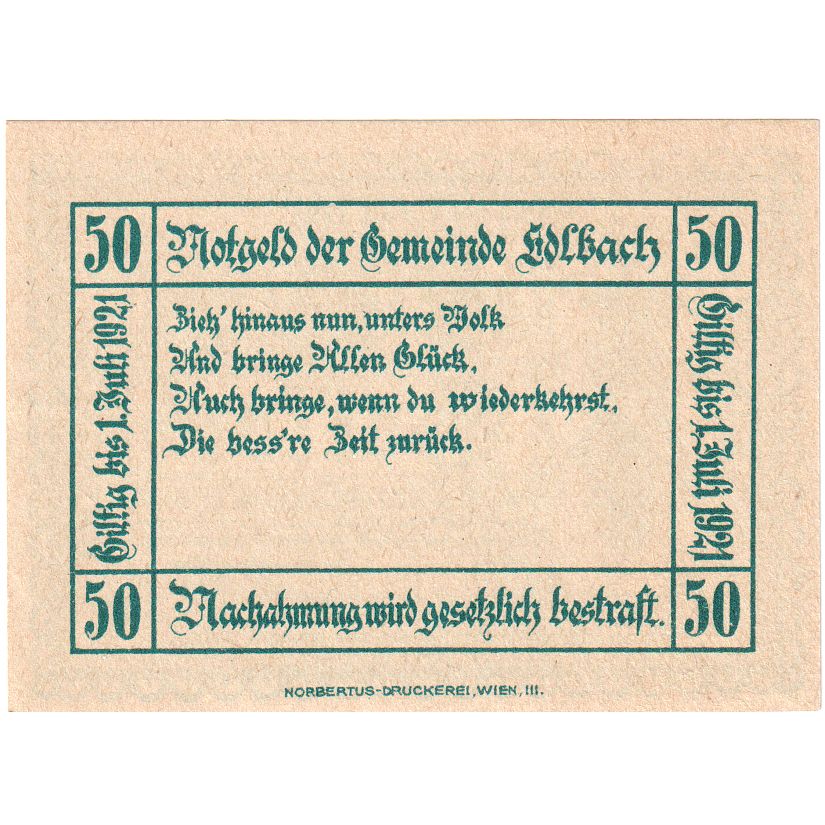 50 Notgeld der Gemeinde Edlbach 50
Gültig bis 1. Juli 1921
Zieh' hinaus nun, unters Volk
Und bringe Allen Glück,
Auch bringe, wenn du wiederkehrst,
Die bess're Zeit zurück.
Gültig bis 1. Juli 1921
50 Nachahmung wird gesetzlich bestraft. 50
NORBERTUS-DRUCKEREI, WIEN, III.